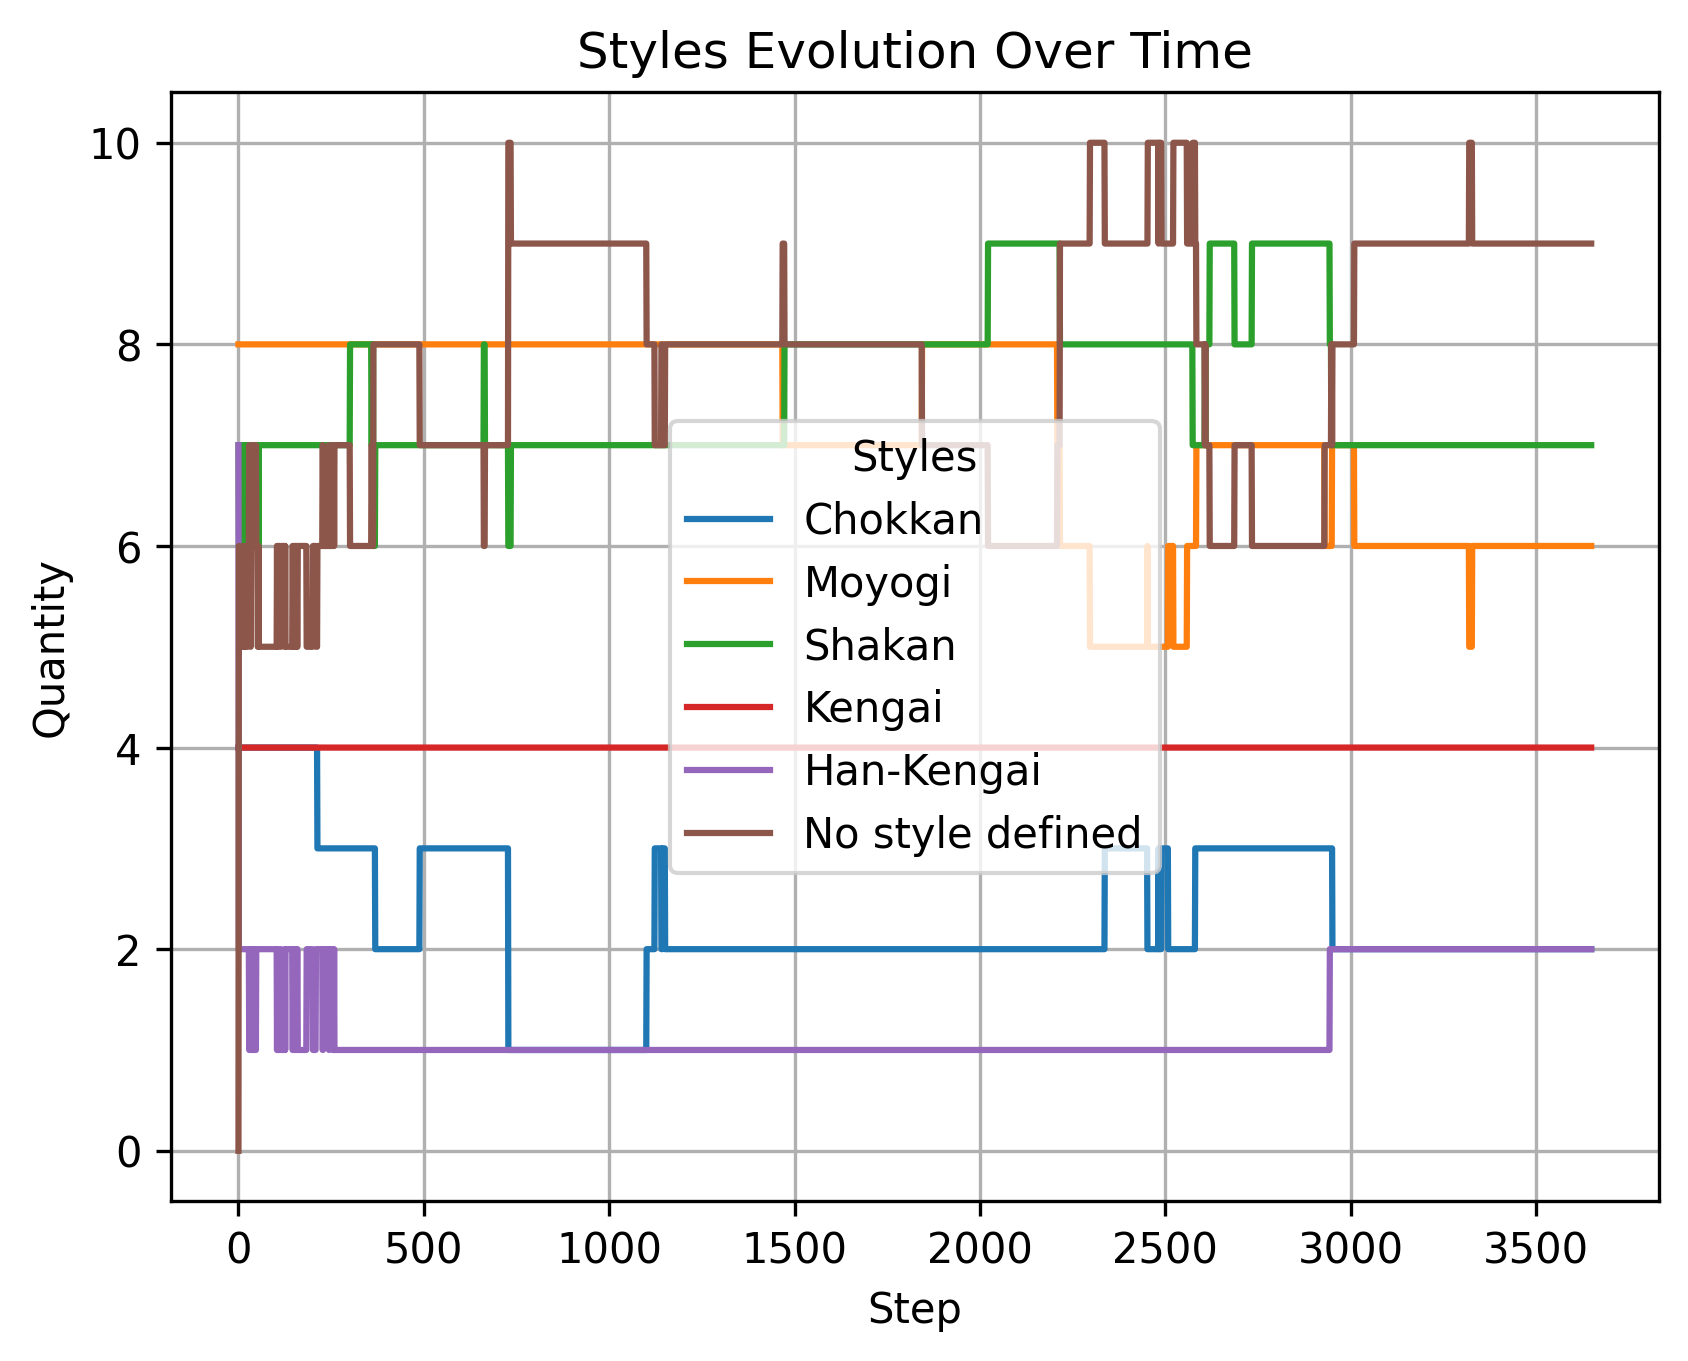 Styles Evolution Over Time
10
8
6
4
2
0
Quantity
Styles
Chokkan
Moyogi
Shakan
Kengai
Han-Kengai
No style defined
0 500 1000 1500 2000 2500 3000 3500
Step